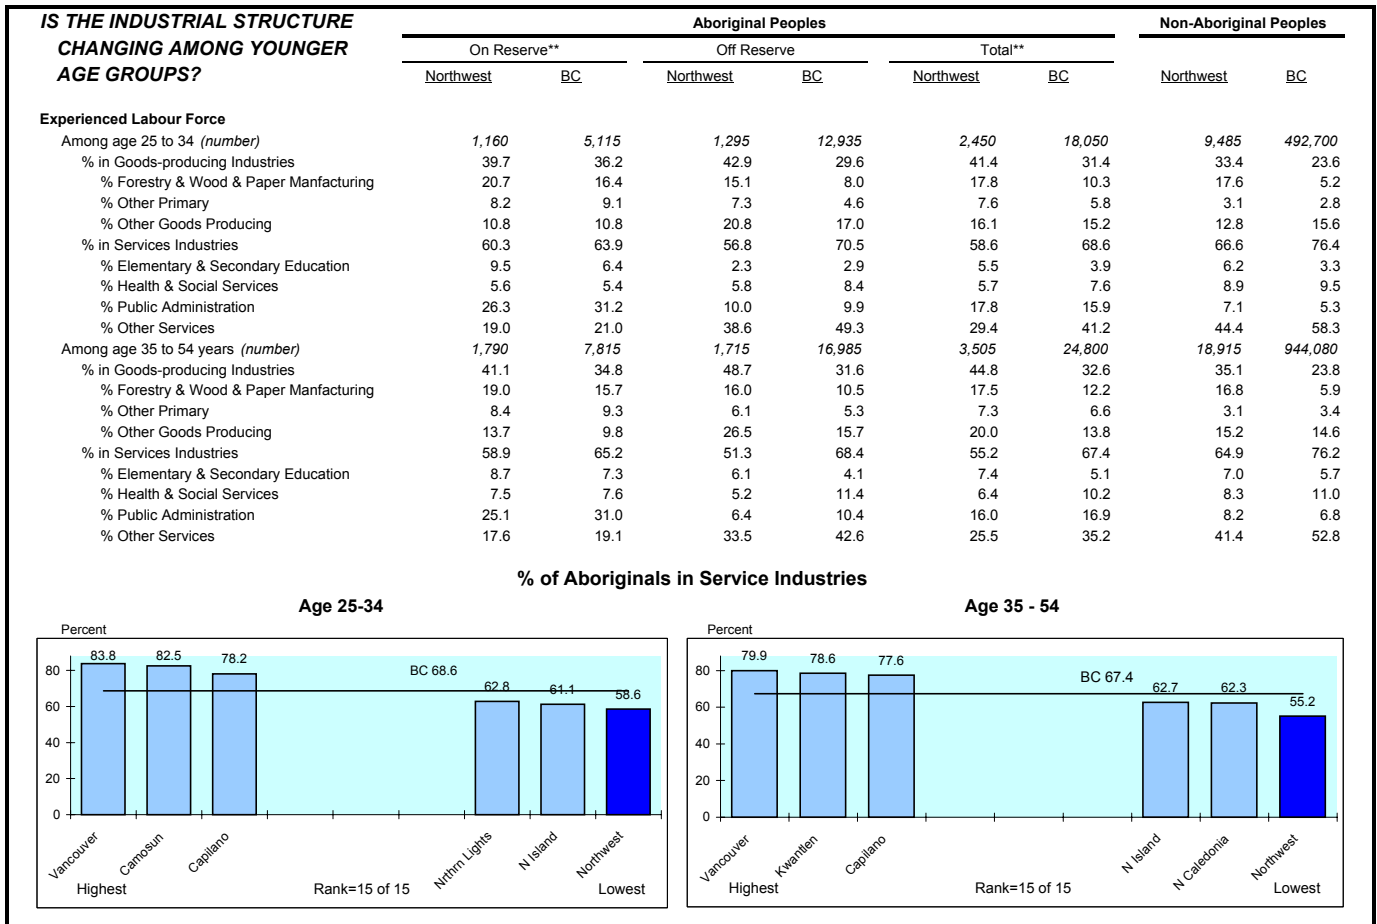 IS THE INDUSTRIAL STRUCTURE CHANGING AMONG YOUNGER AGE GROUPS?
Aboriginal Peoples Non-Aboriginal Peoples
On Reserve** Off Reserve Total**
Northwest BC Northwest BC Northwest BC Northwest BC
Experienced Labour Force
Among age 25 to 34 (number) 1,160 5,115 1,295 12,935 2,450 18,050 9,485 492,700
% in Goods-producing Industries 39.7 36.2 42.9 29.6 41.4 31.4 33.4 23.6
% Forestry & Wood & Paper Manfacturing 20.7 16.4 15.1 8.0 17.8 10.3 17.6 5.2
% Other Primary 8.2 9.1 7.3 4.6 7.6 5.8 3.1 2.8
% Other Goods Producing 10.8 10.8 20.8 17.0 16.1 15.2 12.8 15.6
% in Services Industries 60.3 63.9 56.8 70.5 58.6 68.6 66.6 76.4
% Elementary & Secondary Education 9.5 6.4 2.3 2.9 5.5 3.9 6.2 3.3
% Health & Social Services 5.6 5.4 5.8 8.4 5.7 7.6 8.9 9.5
% Public Administration 26.3 31.2 10.0 9.9 17.8 15.9 7.1 5.3
% Other Services 19.0 21.0 38.6 49.3 29.4 41.2 44.4 58.3
Among age 35 to 54 years (number) 1,790 7,815 1,715 16,985 3,505 24,800 18,915 944,080
% in Goods-producing Industries 41.1 34.8 48.7 31.6 44.8 32.6 35.1 23.8
% Forestry & Wood & Paper Manfacturing 19.0 15.7 16.0 10.5 17.5 12.2 16.8 5.9
% Other Primary 8.4 9.3 6.1 5.3 7.3 6.6 3.1 3.4
% Other Goods Producing 13.7 9.8 26.5 15.7 20.0 13.8 15.2 14.6
% in Services Industries 58.9 65.2 51.3 68.4 55.2 67.4 64.9 76.2
% Elementary & Secondary Education 8.7 7.3 6.1 4.1 7.4 5.1 7.0 5.7
% Health & Social Services 7.5 7.6 5.2 11.4 6.4 10.2 8.3 11.0
% Public Administration 25.1 31.0 6.4 10.4 16.0 16.9 8.2 6.8
% Other Services 17.6 19.1 33.5 42.6 25.5 35.2 41.4 52.8
% of Aboriginals in Service Industries
Age 25-34
Percent
83.8 82.5 78.2 BC 68.6 62.8 61.1 58.6
80
60
40
20
0
Vancouver Camosun Capilano Nrthrn Lights N Island Northwest
Highest Rank=15 of 15 Lowest
Age 35 - 54
Percent
79.9 78.6 77.6 BC 67.4 62.7 62.3 55.2
80
60
40
20
0
Vancouver Kwantlen Capilano N Island N Caledonia Northwest
Highest Rank=15 of 15 Lowest